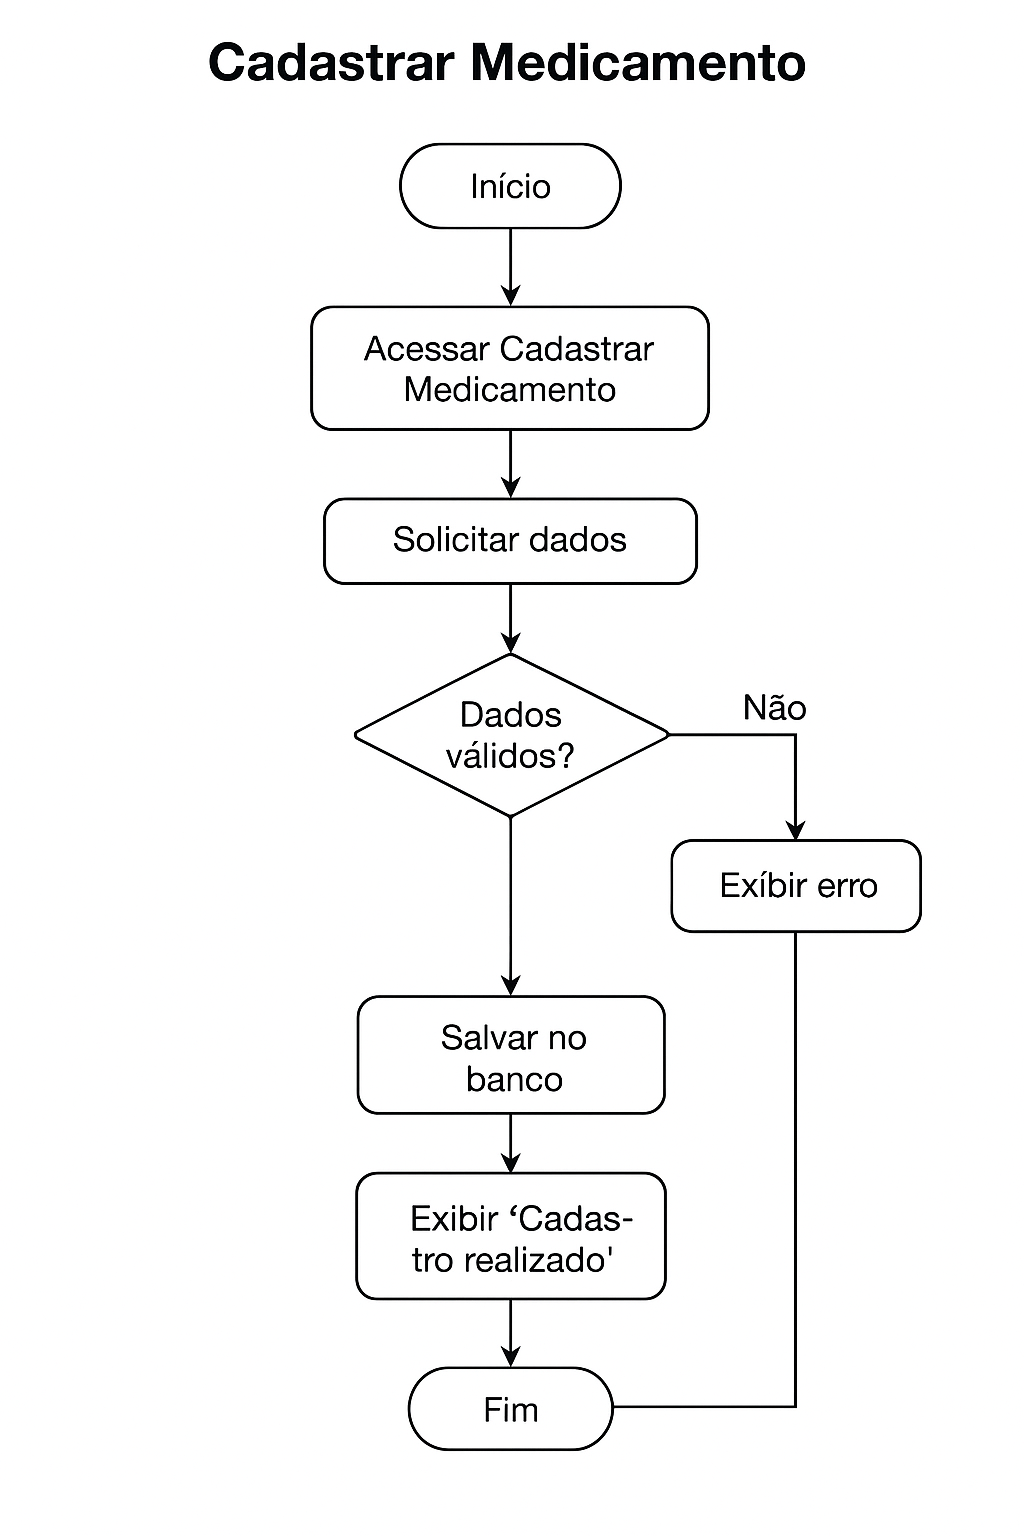 Cadastrar Medicamento
Início
Acessar Cadastrar
Medicamento
Solicitar dados
Dados
válidos?
Não
Exíbir erro
Salvar no
banco
Exibir ‘Cadas-
tro realizado'
Fim